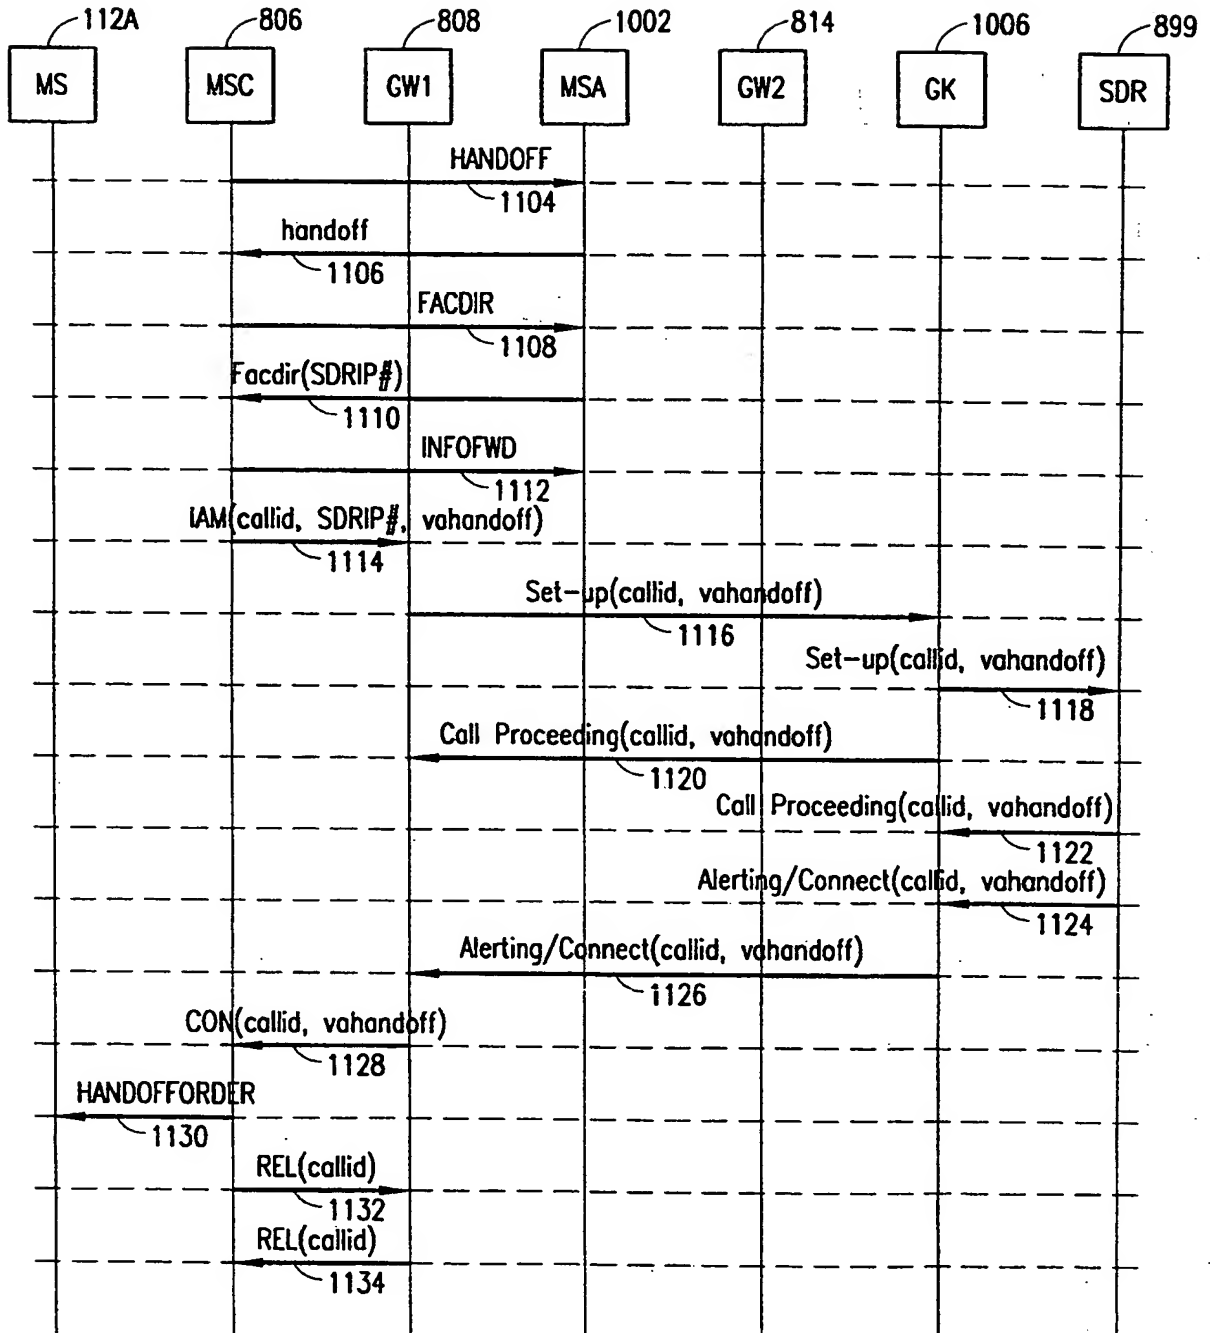 112A 806 808 1002 814 1006 899
MS MSC GW1 MSA GW2 GK SDR
HANDOFF
1104
handoff
1106
FACDIR
1108
Facdir(SDRIP#)
1110
INFOFWD
1112
IAM(callid, SDRIP#, vahandoff)
1114
Set-up(callid, vahandoff)
1116
Set-up(callid, vahandoff)
1118
Call Proceeding(callid, vahandoff)
1120
Call Proceeding(callid, vahandoff)
1122
Alerting/Connect(callid, vahandoff)
1124
Alerting/Connect(callid, vahandoff)
1126
CON(callid, vahandoff)
1128
HANDOFFORDER
1130
REL(callid)
1132
REL(callid)
1134